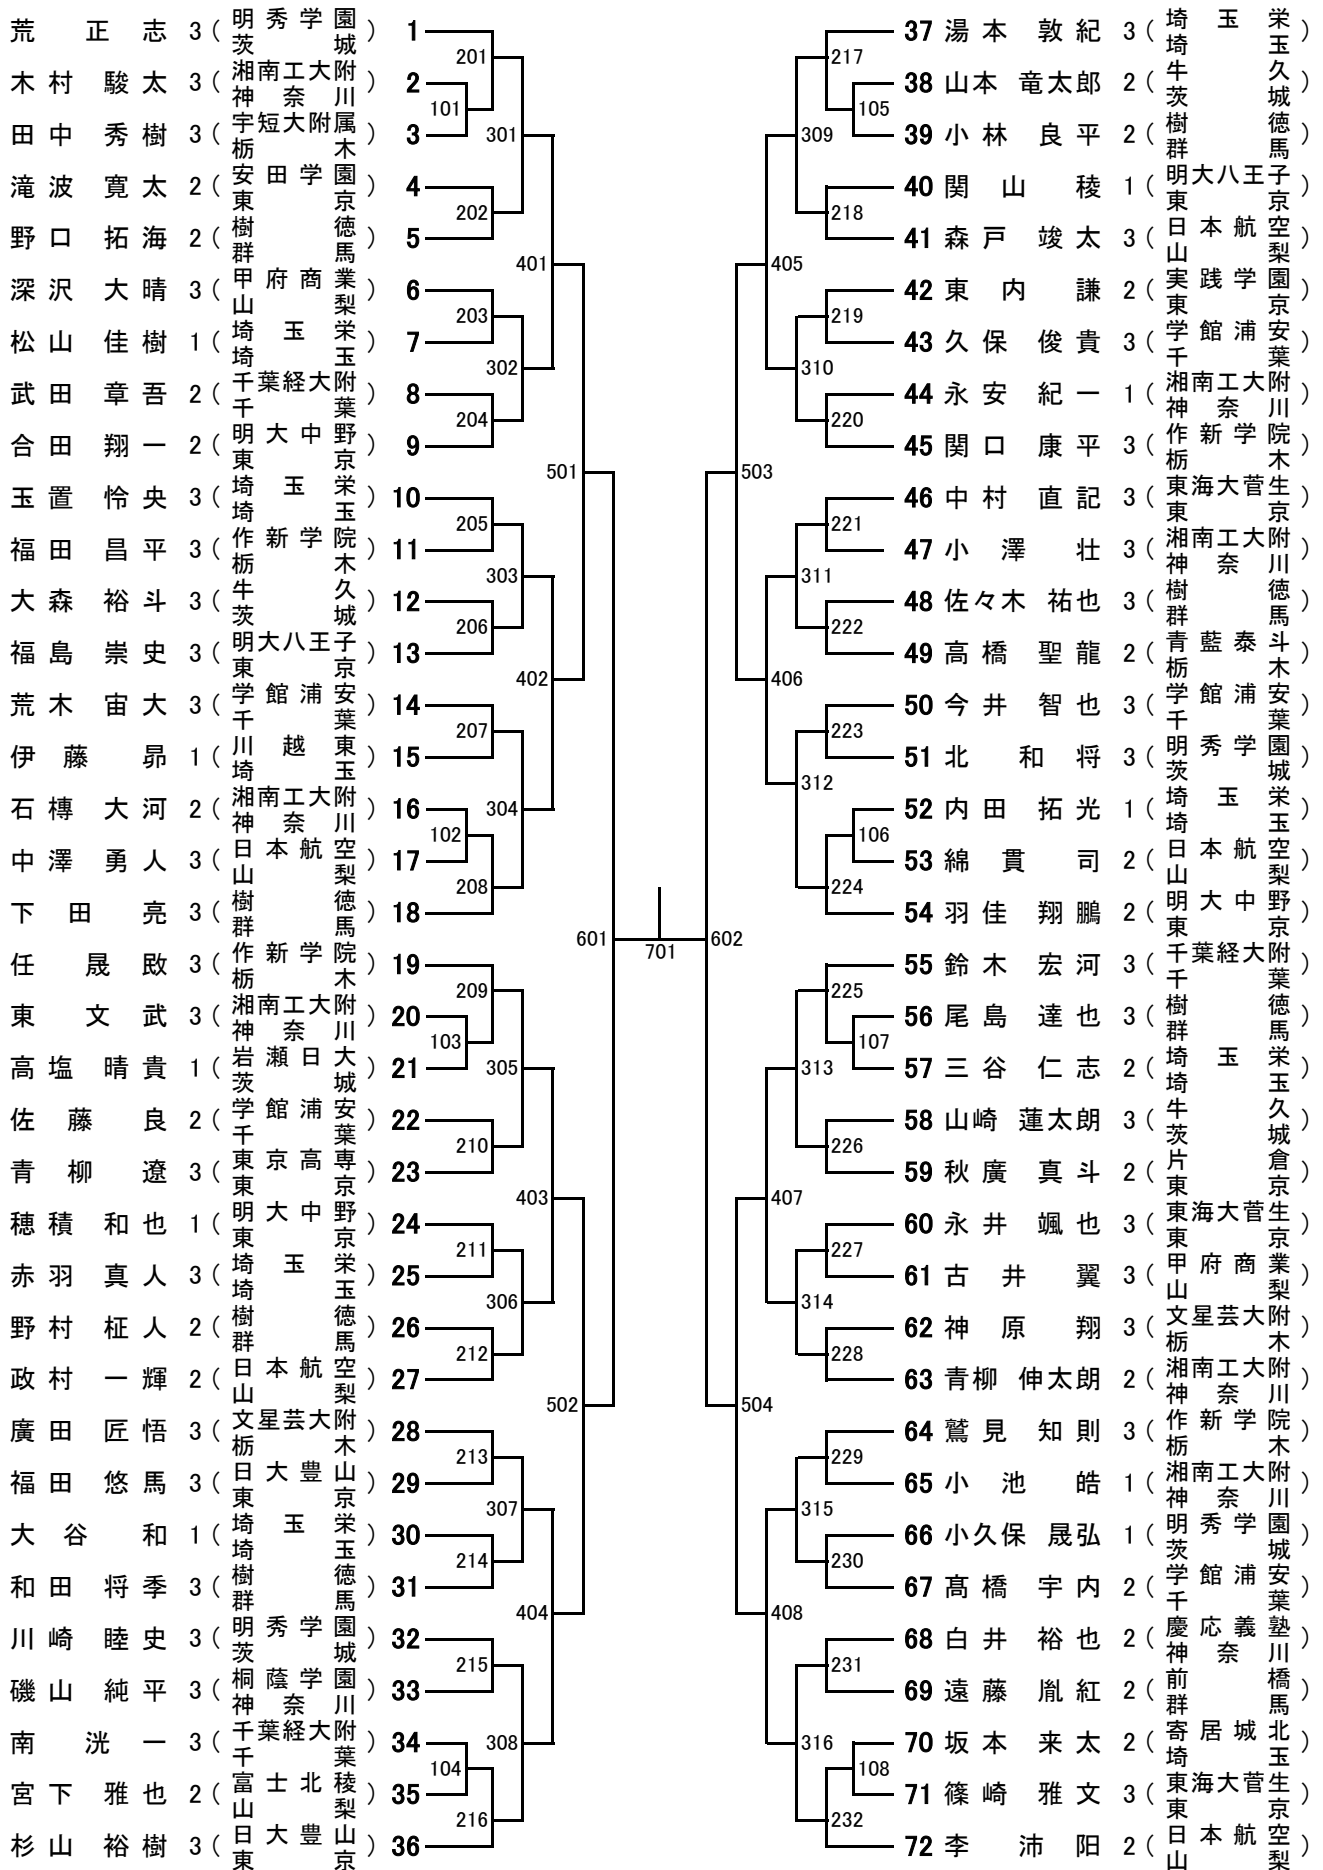 荒 正志 3 (明秀学園 茨城) 1
木村 駿太 3 (湘南工大附 神奈川) 2
田中 秀樹 3 (宇短大附属 栃木) 3
滝波 寛太 2 (安田学園 東京) 4
野口 拓海 2 (樹徳 群馬) 5
深沢 大晴 3 (甲府商業 山梨) 6
松山 佳樹 1 (埼玉栄 埼玉) 7
武田 章吾 2 (千葉経大附 千葉) 8
合田 翔一 2 (明大中野 東京) 9
玉置 怜央 3 (埼玉栄 埼玉) 10
福田 昌平 3 (作新学院 栃木) 11
大森 裕斗 3 (牛久 茨城) 12
福島 崇史 3 (明大八王子 東京) 13
荒木 宙大 3 (学館浦安 千葉) 14
伊藤 昴 1 (川越東 埼玉) 15
石槫 大河 2 (湘南工大附 神奈川) 16
中澤 勇人 3 (日本航空 山梨) 17
下田 亮 3 (樹徳 群馬) 18
任 晟敃 3 (作新学院 栃木) 19
東 文武 3 (湘南工大附 神奈川) 20
高塩 晴貴 1 (岩瀬日大 茨城) 21
佐藤 良 2 (学館浦安 千葉) 22
青柳 遼 3 (東京高専 東京) 23
穂積 和也 1 (明大中野 東京) 24
赤羽 真人 3 (埼玉栄 埼玉) 25
野村 柾人 2 (樹徳 群馬) 26
政村 一輝 2 (日本航空 山梨) 27
廣田 匠悟 3 (文星芸大附 栃木) 28
福田 悠馬 3 (日大豊山 東京) 29
大谷 和 1 (埼玉栄 埼玉) 30
和田 将季 3 (樹徳 群馬) 31
川崎 睦史 3 (明秀学園 茨城) 32
磯山 純平 3 (桐蔭学園 神奈川) 33
南 洸一 3 (千葉経大附 千葉) 34
宮下 雅也 2 (富士北稜 山梨) 35
杉山 裕樹 3 (日大豊山 東京) 36
101
102
103
104
201
202
203
204
205
206
207
208
209
210
211
212
213
214
215
216
301
302
303
304
305
306
307
308
401
402
403
404
501
502
601
701
602
503
504
405
406
407
408
309
310
311
312
313
314
315
316
217
218
219
220
221
222
223
224
225
226
227
228
229
230
231
232
105
106
107
108
37 湯本 敦紀 3 (埼玉栄 埼玉)
38 山本 竜太郎 2 (牛久 茨城)
39 小林 良平 2 (樹徳 群馬)
40 関山 稜 1 (明大八王子 東京)
41 森戸 竣太 3 (日本航空 山梨)
42 東内 謙 2 (実践学園 東京)
43 久保 俊貴 3 (学館浦安 千葉)
44 永安 紀一 1 (湘南工大附 神奈川)
45 関口 康平 3 (作新学院 栃木)
46 中村 直記 3 (東海大菅生 東京)
47 小澤 壮 3 (湘南工大附 神奈川)
48 佐々木 祐也 3 (樹徳 群馬)
49 高橋 聖龍 2 (青藍泰斗 栃木)
50 今井 智也 3 (学館浦安 千葉)
51 北 和将 3 (明秀学園 茨城)
52 内田 拓光 1 (埼玉栄 埼玉)
53 綿貫 司 2 (日本航空 山梨)
54 羽佳 翔鵬 2 (明大中野 東京)
55 鈴木 宏河 3 (千葉経大附 千葉)
56 尾島 達也 3 (樹徳 群馬)
57 三谷 仁志 2 (埼玉栄 埼玉)
58 山崎 蓮太朗 3 (牛久 茨城)
59 秋廣 真斗 2 (片倉 東京)
60 永井 颯也 3 (東海大菅生 東京)
61 古井 翼 3 (甲府商業 山梨)
62 神原 翔 3 (文星芸大附 栃木)
63 青柳 伸太朗 2 (湘南工大附 神奈川)
64 鷲見 知則 3 (作新学院 栃木)
65 小池 皓 1 (湘南工大附 神奈川)
66 小久保 晟弘 1 (明秀学園 茨城)
67 髙橋 宇内 2 (学館浦安 千葉)
68 白井 裕也 2 (慶応義塾 神奈川)
69 遠藤 胤紅 2 (前橋 群馬)
70 坂本 来太 2 (寄居城北 埼玉)
71 篠崎 雅文 3 (東海大菅生 東京)
72 李 沛阳 2 (日本航空 山梨)